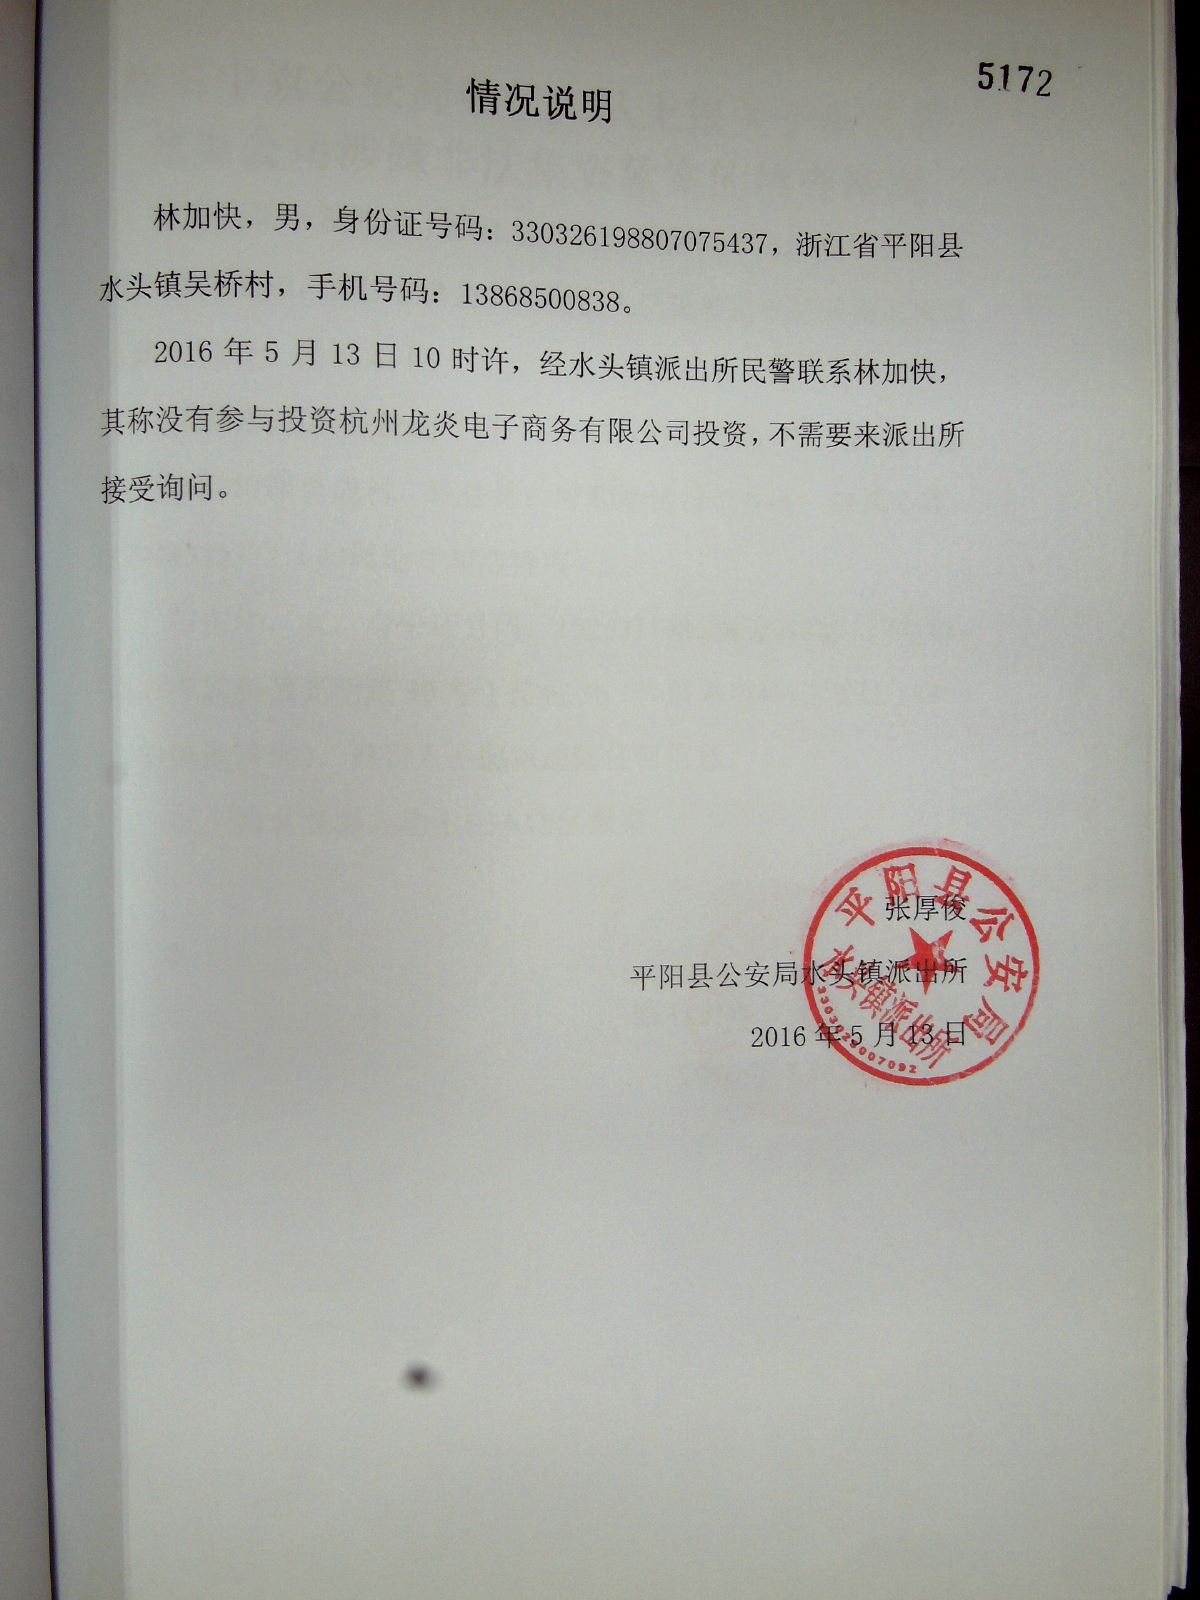 5172
情况说明
林加快，男，身份证号码：330326198807075437，浙江省平阳县
水头镇吴桥村，手机号码：13868500838。
2016 年 5 月 13 日 10 时许，经水头镇派出所民警联系林加快，
其称没有参与投资杭州龙炎电子商务有限公司投资，不需要来派出所
接受询问。
张厚俊
平阳县公安局水头镇派出所
2016 年 5 月 13 日
平阳县公安局
水头镇派出所